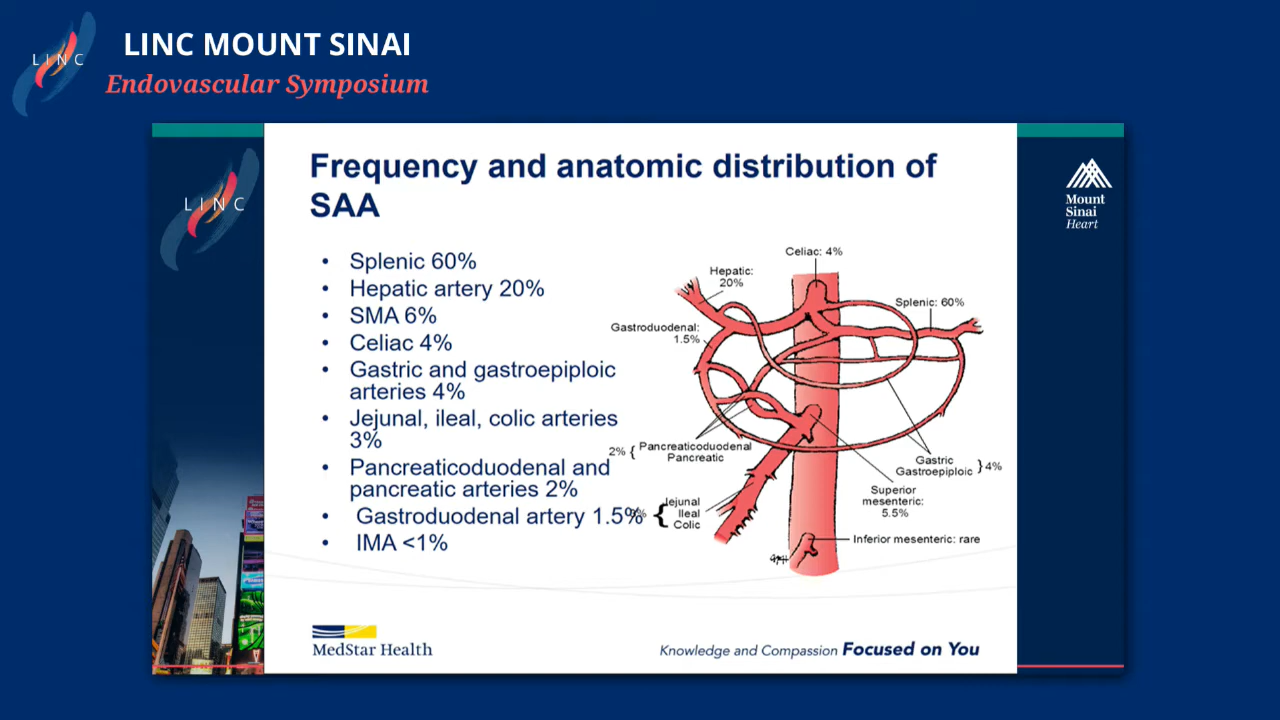 LINC
LINC MOUNT SINAI
Endovascular Symposium
LINC
Mount
Sinai
Heart
Frequency and anatomic distribution of
SAA
• Splenic 60%
• Hepatic artery 20%
• SMA 6%
• Celiac 4%
• Gastric and gastroepiploic
arteries 4%
• Jejunal, ileal, colic arteries
3%
• Pancreaticoduodenal and
pancreatic arteries 2%
• Gastroduodenal artery 1.5%
• IMA <1%
Celiac: 4%
Hepatic:
20%
Splenic: 60%
Gastroduodenal:
1.5%
2% { Pancreaticoduodenal
Pancreatic
Gastric
Gastroepiploic } 4%
Jejunal
Ileal
Colic
Superior
mesenteric:
5.5%
Inferior mesenteric: rare
MedStar Health
Knowledge and Compassion Focused on You